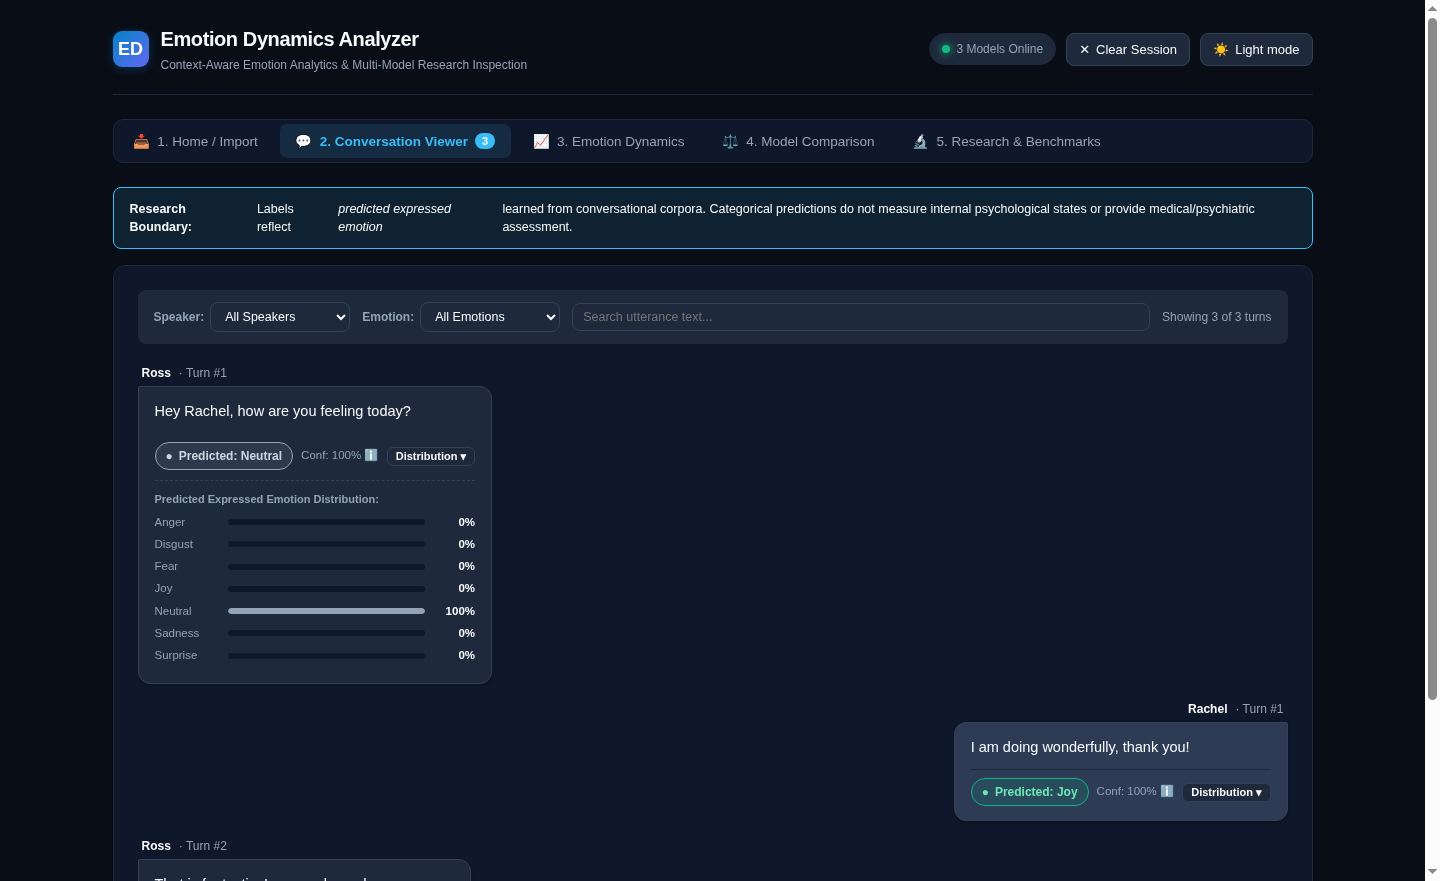 ED
Emotion Dynamics Analyzer
Context-Aware Emotion Analytics & Multi-Model Research Inspection
3 Models Online
✕ Clear Session
☀️ Light mode
📥 1. Home / Import
💬 2. Conversation Viewer 3
📈 3. Emotion Dynamics
⚖️ 4. Model Comparison
🔬 5. Research & Benchmarks
Research Boundary:
Labels reflect
predicted expressed emotion
learned from conversational corpora. Categorical predictions do not measure internal psychological states or provide medical/psychiatric
assessment.
Speaker: All Speakers Emotion: All Emotions Search utterance text... Showing 3 of 3 turns
Ross · Turn #1
Hey Rachel, how are you feeling today?
● Predicted: Neutral Conf: 100% ℹ️ Distribution ▾
Predicted Expressed Emotion Distribution:
Anger 0%
Disgust 0%
Fear 0%
Joy 0%
Neutral 100%
Sadness 0%
Surprise 0%
Rachel · Turn #1
I am doing wonderfully, thank you!
● Predicted: Joy Conf: 100% ℹ️ Distribution ▾
Ross · Turn #2